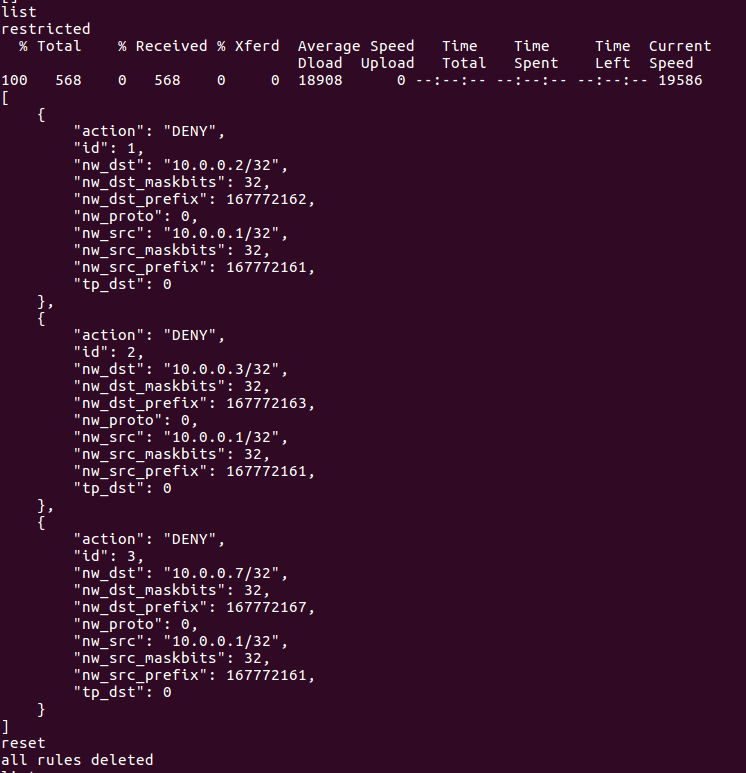 []
list
restricted
  % Total    % Received % Xferd  Average Speed   Time    Time     Time  Current
                                 Dload  Upload   Total   Spent    Left  Speed
100   568    0   568    0     0  18908      0 --:--:-- --:--:-- --:--:-- 19586
[
    {
        "action": "DENY",
        "id": 1,
        "nw_dst": "10.0.0.2/32",
        "nw_dst_maskbits": 32,
        "nw_dst_prefix": 167772162,
        "nw_proto": 0,
        "nw_src": "10.0.0.1/32",
        "nw_src_maskbits": 32,
        "nw_src_prefix": 167772161,
        "tp_dst": 0
    },
    {
        "action": "DENY",
        "id": 2,
        "nw_dst": "10.0.0.3/32",
        "nw_dst_maskbits": 32,
        "nw_dst_prefix": 167772163,
        "nw_proto": 0,
        "nw_src": "10.0.0.1/32",
        "nw_src_maskbits": 32,
        "nw_src_prefix": 167772161,
        "tp_dst": 0
    },
    {
        "action": "DENY",
        "id": 3,
        "nw_dst": "10.0.0.7/32",
        "nw_dst_maskbits": 32,
        "nw_dst_prefix": 167772167,
        "nw_proto": 0,
        "nw_src": "10.0.0.1/32",
        "nw_src_maskbits": 32,
        "nw_src_prefix": 167772161,
        "tp_dst": 0
    }
]
reset
all rules deleted